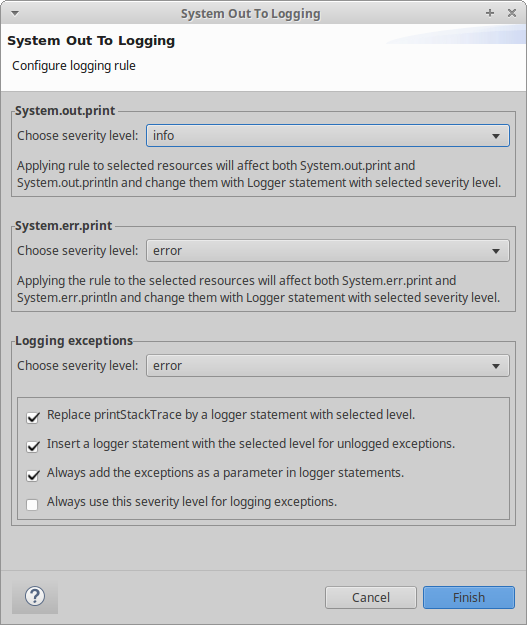 System Out To Logging
System Out To Logging
Configure logging rule
System.out.print
Choose severity level: info
Applying rule to selected resources will affect both System.out.print and
System.out.println and change them with Logger statement with selected severity level.
System.err.print
Choose severity level: error
Applying the rule to the selected resources will affect both System.err.print and
System.err.println and change them with Logger statement with selected severity level.
Logging exceptions
Choose severity level: error
Replace printStackTrace by a logger statement with selected level.
Insert a logger statement with the selected level for unlogged exceptions.
Always add the exceptions as a parameter in logger statements.
Always use this severity level for logging exceptions.
? Cancel Finish